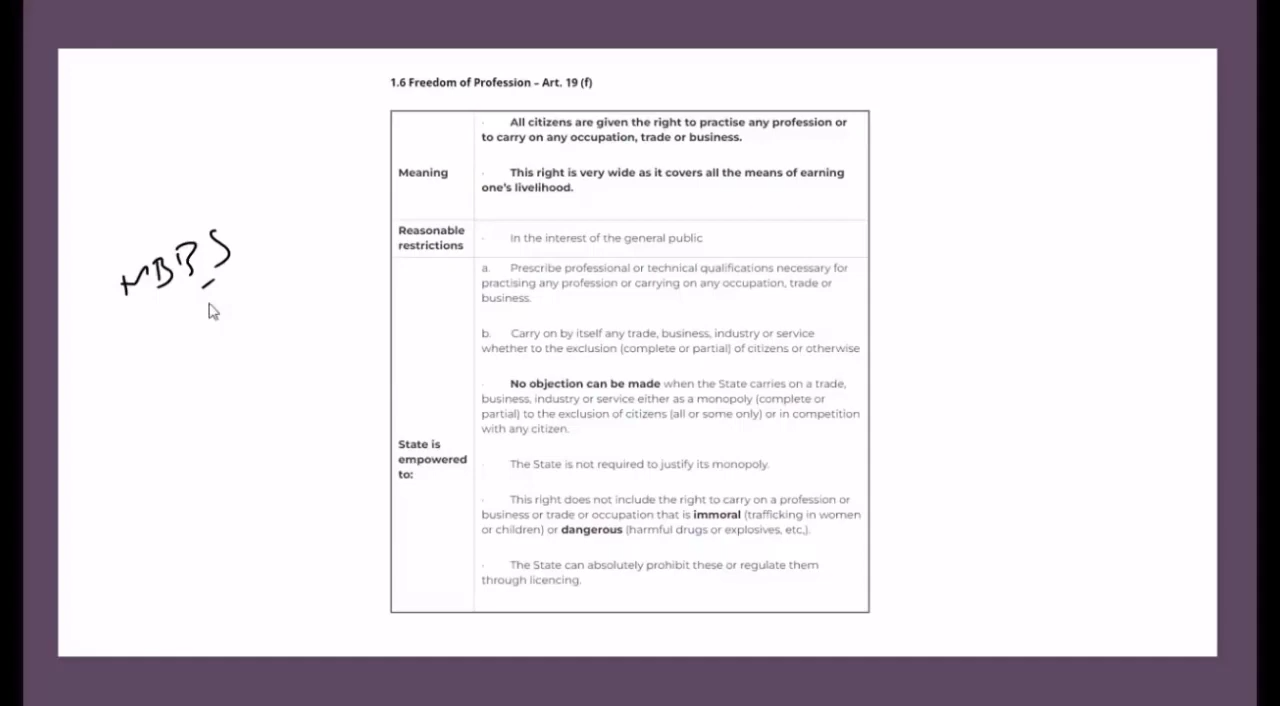 1.6 Freedom of Profession – Art. 19 (f)
· All citizens are given the right to practise any profession or
to carry on any occupation, trade or business.
Meaning
· This right is very wide as it covers all the means of earning
one's livelihood.
Reasonable
restrictions
· In the interest of the general public
MBBS
a. Prescribe professional or technical qualifications necessary for
practising any profession or carrying on any occupation, trade or
business.
b. Carry on by itself any trade, business, industry or service
whether to the exclusion (complete or partial) of citizens or otherwise
· No objection can be made when the State carries on a trade,
business, industry or service either as a monopoly (complete or
partial) to the exclusion of citizens (all or some only) or in competition
with any citizen.
State is
empowered
to:
· The State is not required to justify its monopoly.
· This right does not include the right to carry on a profession or
business or trade or occupation that is immoral (trafficking in women
or children) or dangerous (harmful drugs or explosives, etc,).
· The State can absolutely prohibit these or regulate them
through licencing.